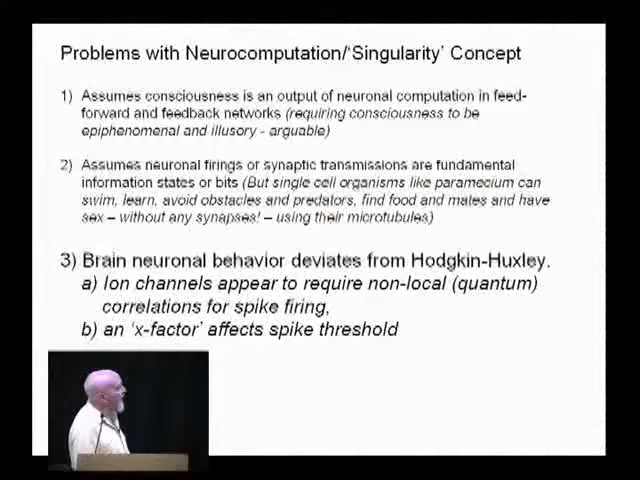 Problems with Neurocomputation/'Singularity' Concept
1) Assumes consciousness is an output of neuronal computation in feed-
forward and feedback networks (requiring consciousness to be
epiphenomenal and illusory - arguable)
2) Assumes neuronal firings or synaptic transmissions are fundamental
information states or bits (But single cell organisms like paramecium can
swim, learn, avoid obstacles and predators, find food and mates and have
sex – without any synapses! – using their microtubules)
3) Brain neuronal behavior deviates from Hodgkin-Huxley.
a) Ion channels appear to require non-local (quantum)
correlations for spike firing,
b) an 'x-factor' affects spike threshold